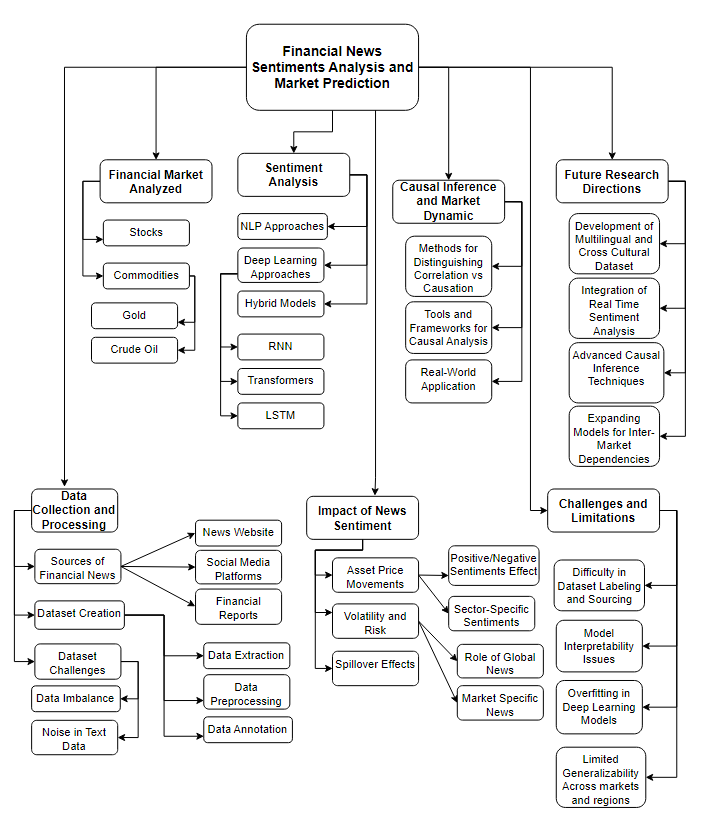 Financial News
Sentiments Analysis and
Market Prediction
Financial Market
Analyzed
Stocks
Commodities
Gold
Crude Oil
Sentiment
Analysis
NLP Approaches
Deep Learning
Approaches
Hybrid Models
RNN
Transformers
LSTM
Causal Inference
and Market
Dynamic
Methods for
Distinguishing
Correlation vs
Causation
Tools and
Frameworks for
Causal Analysis
Real-World
Application
Future Research
Directions
Development of
Multilingual and
Cross Cultural
Dataset
Integration of
Real Time
Sentiment
Analysis
Advanced Causal
Inference
Techniques
Expanding
Models for Inter-
Market
Dependencies
Data
Collection and
Processing
Sources of
Financial News
News Website
Social Media
Platforms
Financial
Reports
Dataset Creation
Data Extraction
Data
Preprocessing
Data Annotation
Dataset
Challenges
Data Imbalance
Noise in Text
Data
Impact of News
Sentiment
Asset Price
Movements
Positive/Negative
Sentiments Effect
Sector-Specific
Sentiments
Volatility and
Risk
Role of Global
News
Market Specific
News
Spillover Effects
Challenges and
Limitations
Difficulty in
Dataset Labeling
and Sourcing
Model
Interpretability
Issues
Overfitting in
Deep Learning
Models
Limited
Generalizability
Across markets
and regions